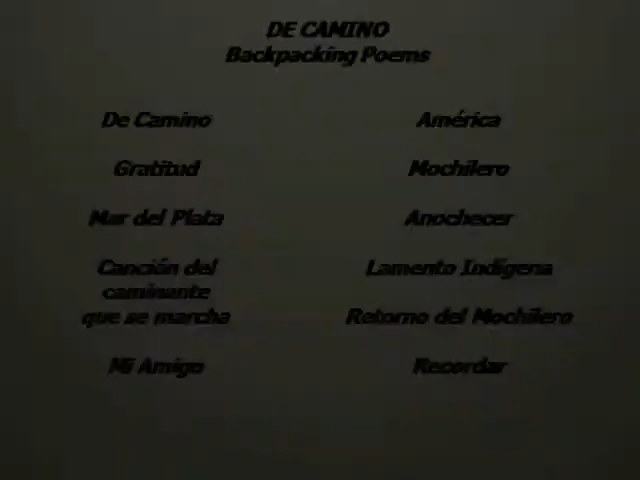 DE CAMINO
Backpacking Poems
De Camino
Gratitud
Mar del Plata
Canción del
caminante
que se marcha
Mi Amigo
América
Mochilero
Anochecer
Lamento Indígena
Retorno del Mochilero
Recordar